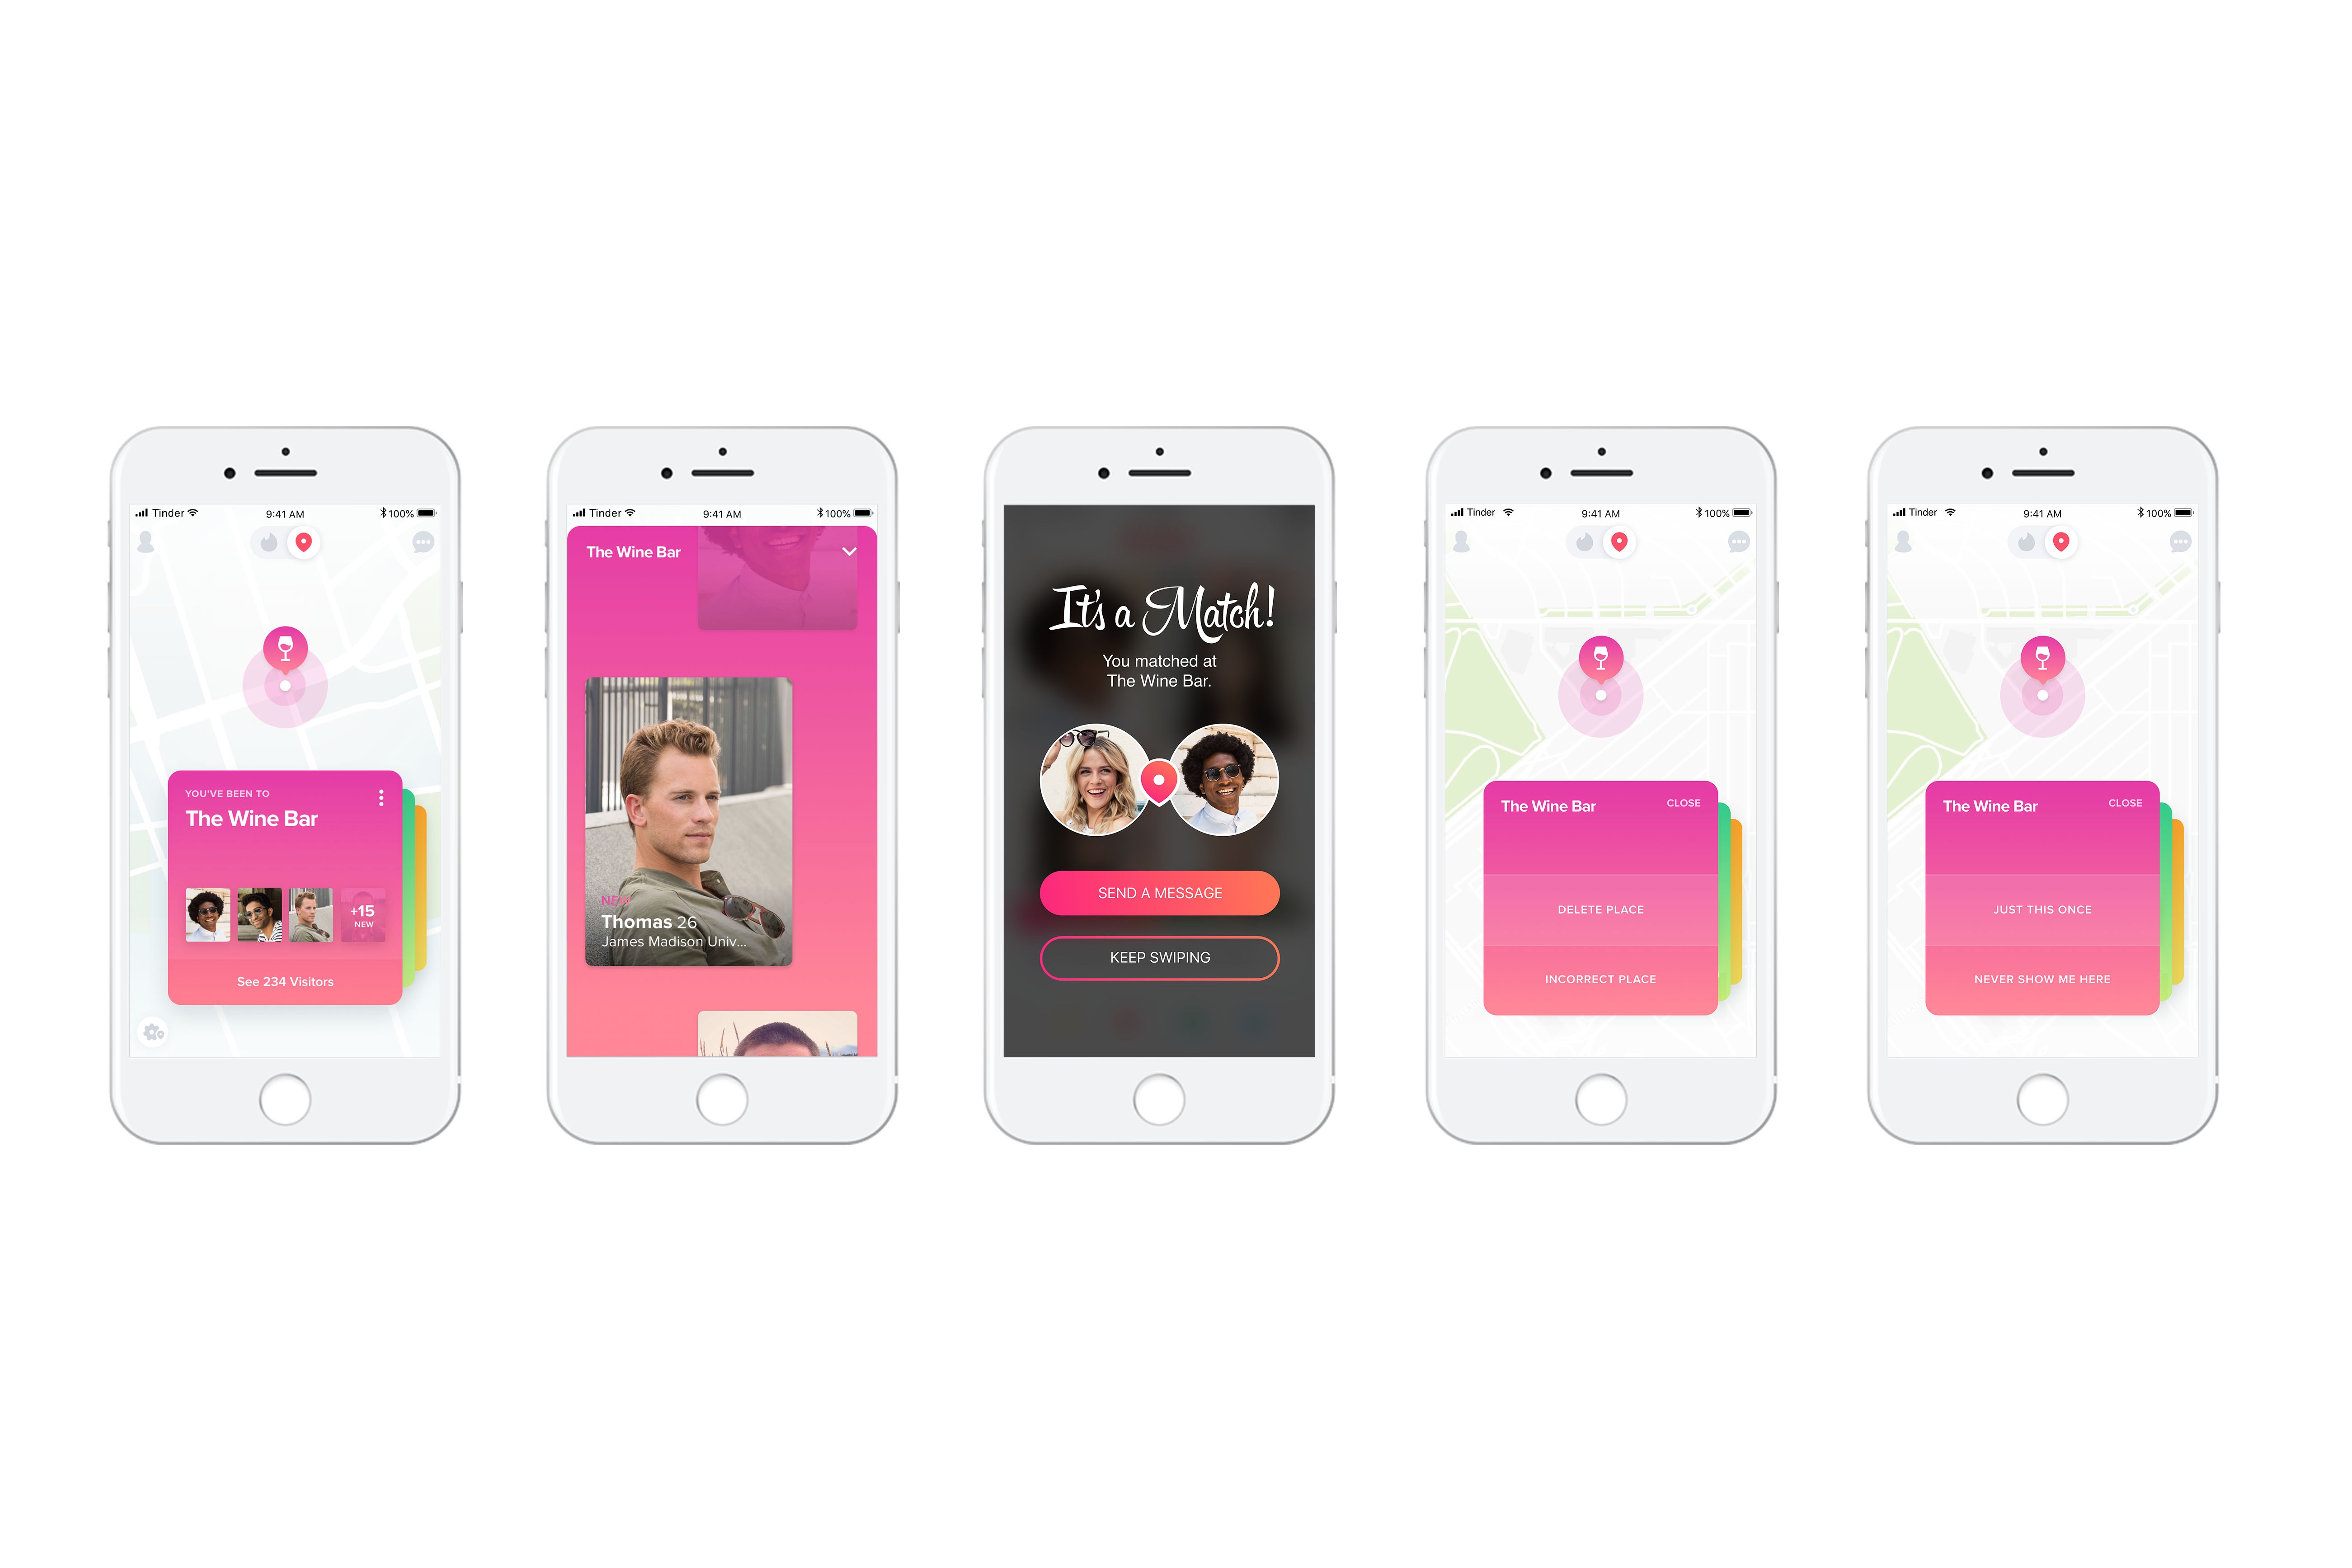 Tinder 9:41 AM 100%
YOU'VE BEEN TO
The Wine Bar
+15
NEW
See 234 Visitors
Tinder 9:41 AM 100%
The Wine Bar
NEW
Thomas 26
James Madison Univ...
It's a Match!
You matched at
The Wine Bar.
SEND A MESSAGE
KEEP SWIPING
Tinder 9:41 AM 100%
The Wine Bar CLOSE
DELETE PLACE
INCORRECT PLACE
Tinder 9:41 AM 100%
The Wine Bar CLOSE
JUST THIS ONCE
NEVER SHOW ME HERE